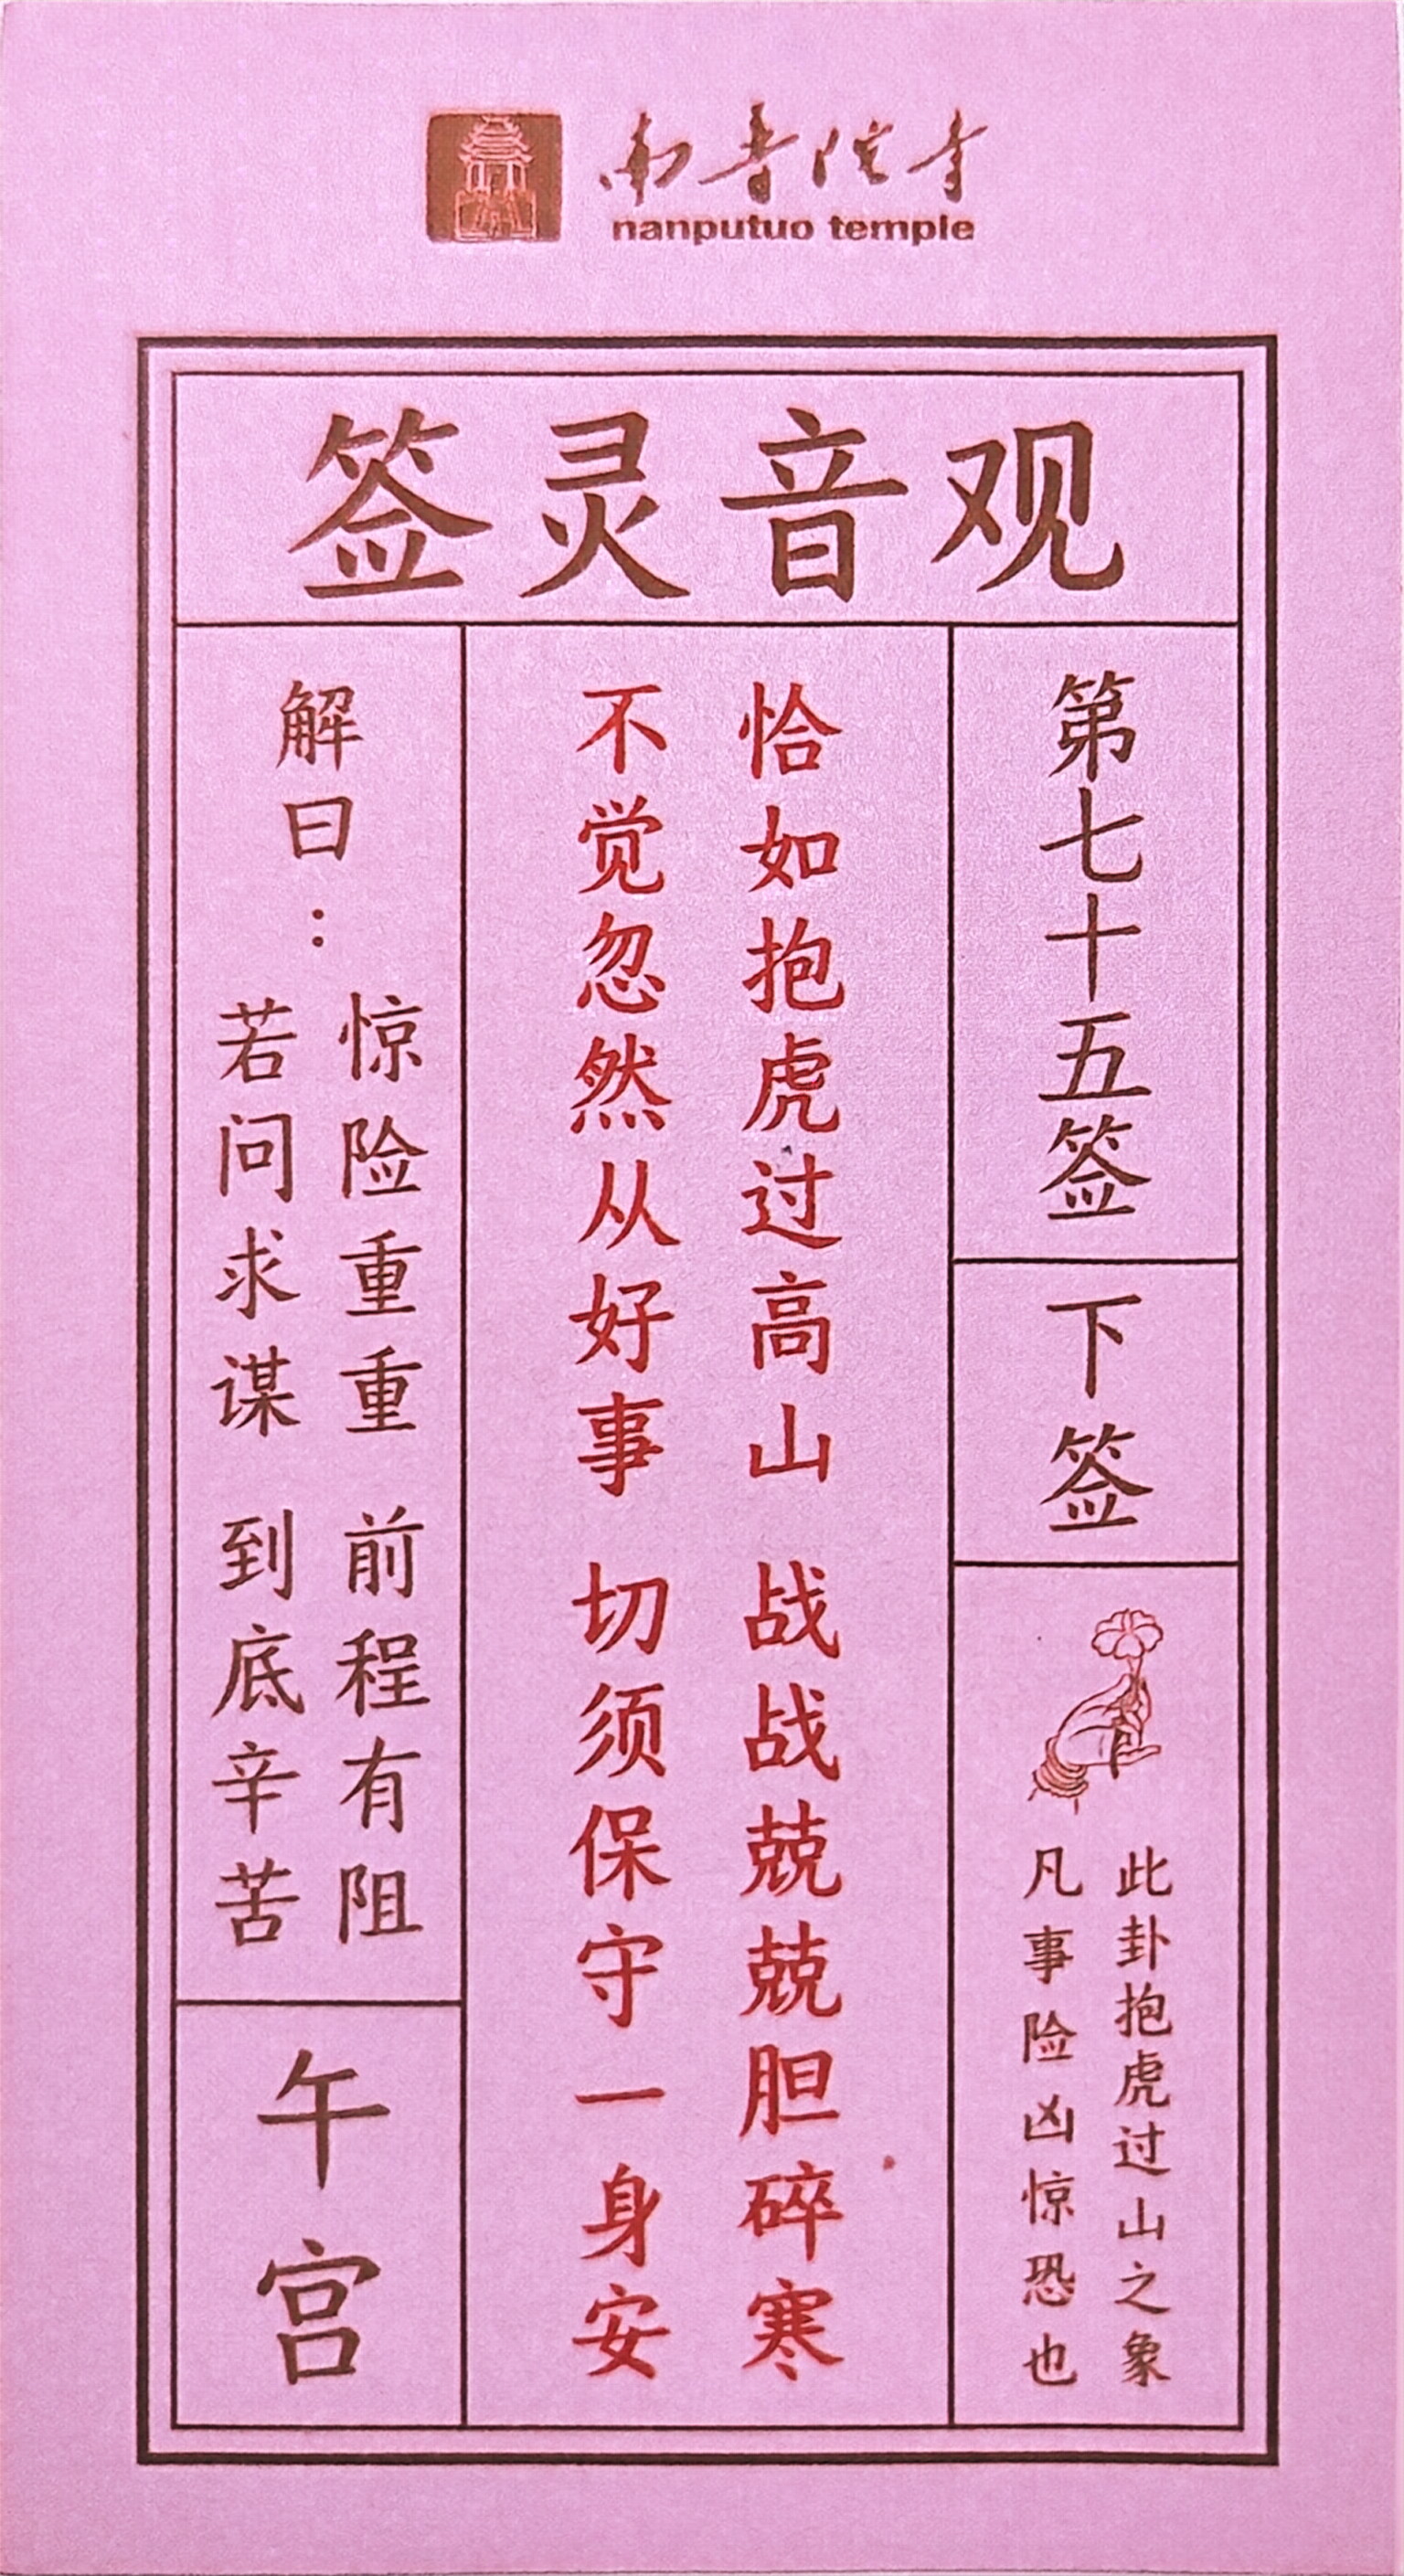 南普陀寺
nanputuo temple
观音灵签
第七十五签
下签
此卦抱虎过山之象
凡事险凶惊恐也
恰如抱虎过高山 战战兢兢胆碎寒
不觉忽然从好事 切须保守一身安
解曰：
惊险重重 前程有阻
若问求谋 到底辛苦
午宫